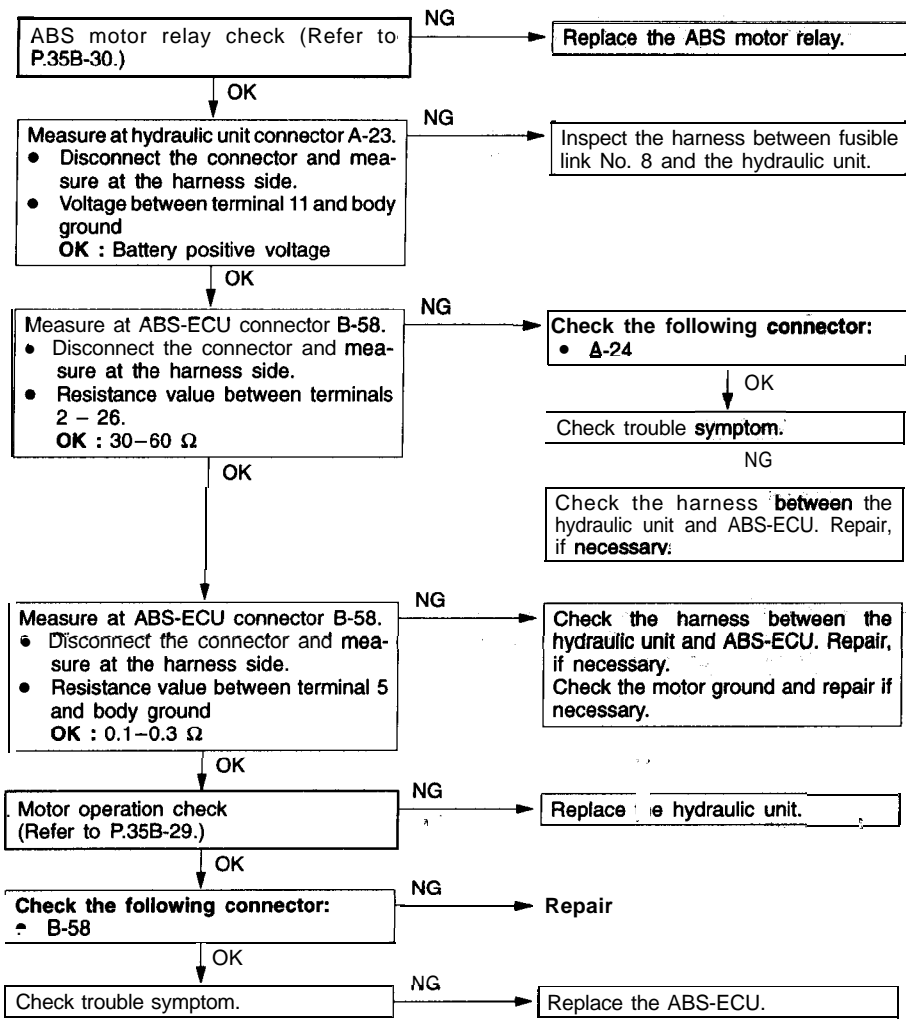 ABS motor relay check (Refer to P.35B-30.)
NG
Replace the ABS motor relay.
OK
Measure at hydraulic unit connector A-23.
● Disconnect the connector and mea-
sure at the harness side.
● Voltage between terminal 11 and body
ground
OK : Battery positive voltage
NG
Inspect the harness between fusible
link No. 8 and the hydraulic unit.
OK
Measure at ABS-ECU connector B-58.
● Disconnect the connector and mea-
sure at the harness side.
● Resistance value between terminals
2 – 26.
OK : 30–60 Ω
NG
Check the following connector:
● A-24
OK
Check trouble symptom.
NG
Check the harness between the
hydraulic unit and ABS-ECU. Repair,
if necessary.
OK
Measure at ABS-ECU connector B-58.
● Disconnect the connector and mea-
sure at the harness side.
● Resistance value between terminal 5
and body ground
OK : 0.1–0.3 Ω
NG
Check the harness between the
hydraulic unit and ABS-ECU. Repair,
if necessary.
Check the motor ground and repair if
necessary.
OK
Motor operation check
(Refer to P.35B-29.)
NG
Replace the hydraulic unit.
OK
Check the following connector:
● B-58
NG
Repair
OK
Check trouble symptom.
NG
Replace the ABS-ECU.